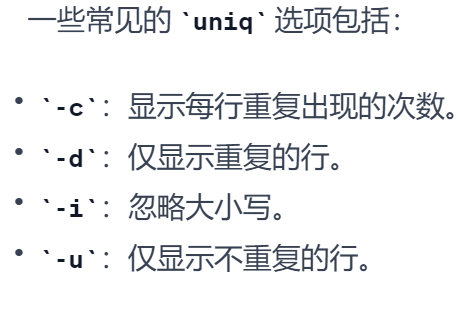 一些常见的 `uniq` 选项包括：
• `-c`：显示每行重复出现的次数。
• `-d`：仅显示重复的行。
• `-i`：忽略大小写。
• `-u`：仅显示不重复的行。